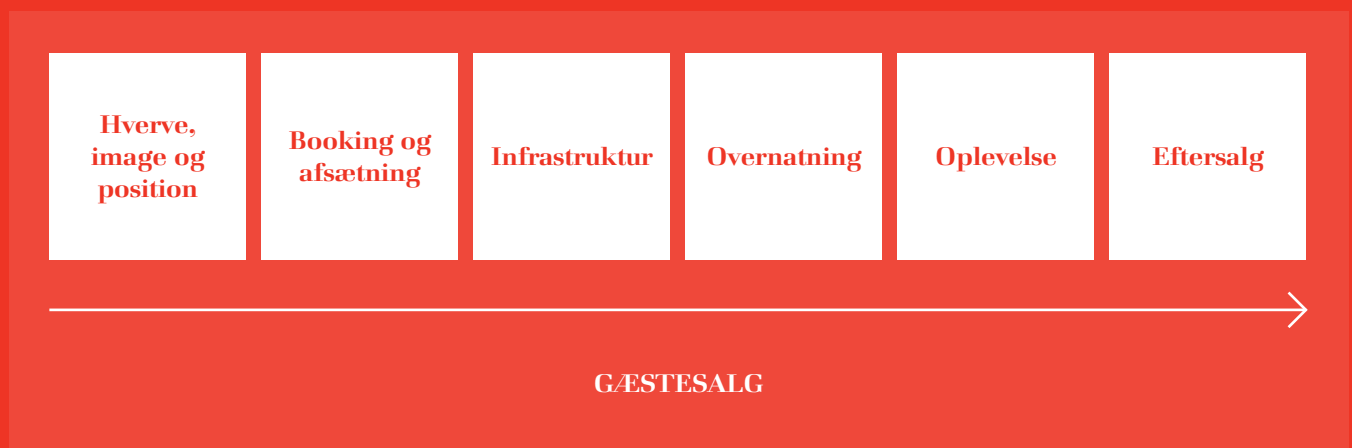 Hverve,
image og
position
Booking og
afsætning
Infrastruktur
Overnatning
Oplevelse
Eftersalg
GÆSTESALG